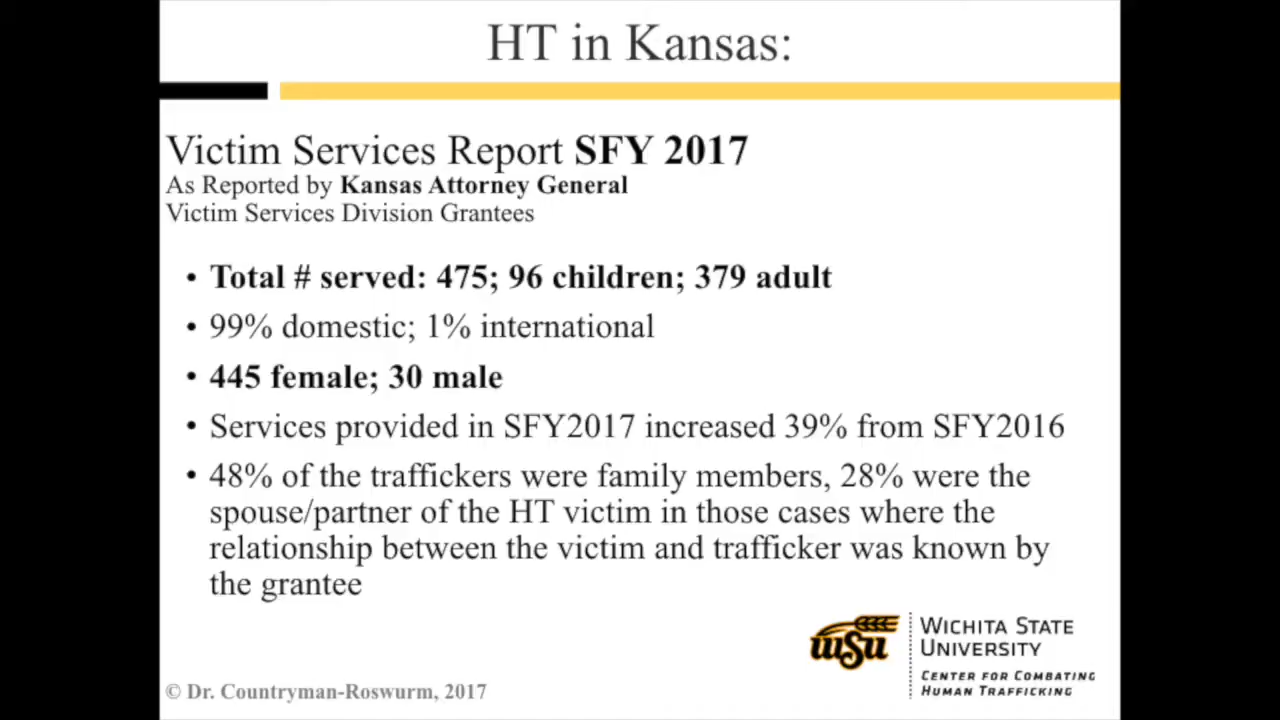 HT in Kansas:
Victim Services Report SFY 2017
As Reported by Kansas Attorney General
Victim Services Division Grantees
• Total # served: 475; 96 children; 379 adult
• 99% domestic; 1% international
• 445 female; 30 male
• Services provided in SFY2017 increased 39% from SFY2016
• 48% of the traffickers were family members, 28% were the
spouse/partner of the HT victim in those cases where the
relationship between the victim and trafficker was known by
the grantee
WSU
WICHITA STATE
UNIVERSITY
CENTER FOR COMBATING
HUMAN TRAFFICKING
© Dr. Countryman-Roswurm, 2017